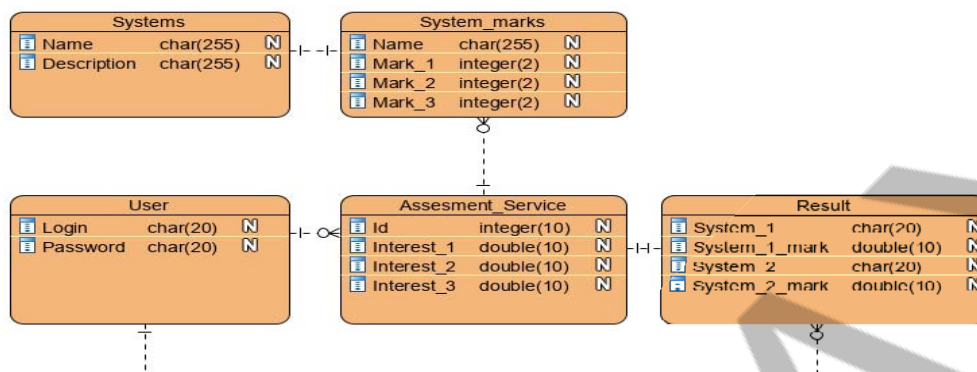 Systems
Name char(255) N
Description char(255) N
System_marks
Name char(255) N
Mark_1 integer(2) N
Mark_2 integer(2) N
Mark_3 integer(2) N
User
Login char(20) N
Password char(20) N
Assesment_Service
Id integer(10) N
Interest_1 double(10) N
Interest_2 double(10) N
Interest_3 double(10) N
Result
System_1 char(20) N
System_1_mark double(10) N
System_2 char(20) N
System_2_mark double(10) N